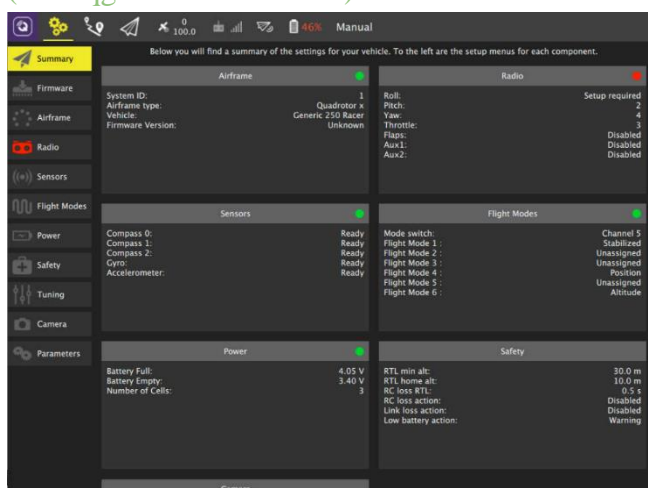 0
100.0
46%
Manual
Below you will find a summary of the settings for your vehicle. To the left are the setup menus for each component.
Summary
Firmware
Airframe
Radio
Sensors
Flight Modes
Power
Safety
Tuning
Camera
Parameters
Airframe
System ID: 1
Airframe type: Quadrotor x
Vehicle: Generic 250 Racer
Firmware Version: Unknown
Radio
Roll: Setup required
Pitch: 2
Yaw: 4
Throttle: 3
Flaps: Disabled
Aux1: Disabled
Aux2: Disabled
Sensors
Compass 0: Ready
Compass 1: Ready
Compass 2: Ready
Gyro: Ready
Accelerometer: Ready
Flight Modes
Mode switch: Channel 5
Flight Mode 1 : Stabilized
Flight Mode 2 : Unassigned
Flight Mode 3 : Unassigned
Flight Mode 4 : Position
Flight Mode 5 : Unassigned
Flight Mode 6 : Altitude
Power
Battery Full: 4.05 V
Battery Empty: 3.40 V
Number of Cells: 3
Safety
RTL min alt: 30.0 m
RTL home alt: 10.0 m
RC loss RTL: 0.5 s
RC loss action: Disabled
Link loss action: Disabled
Low battery action: Warning